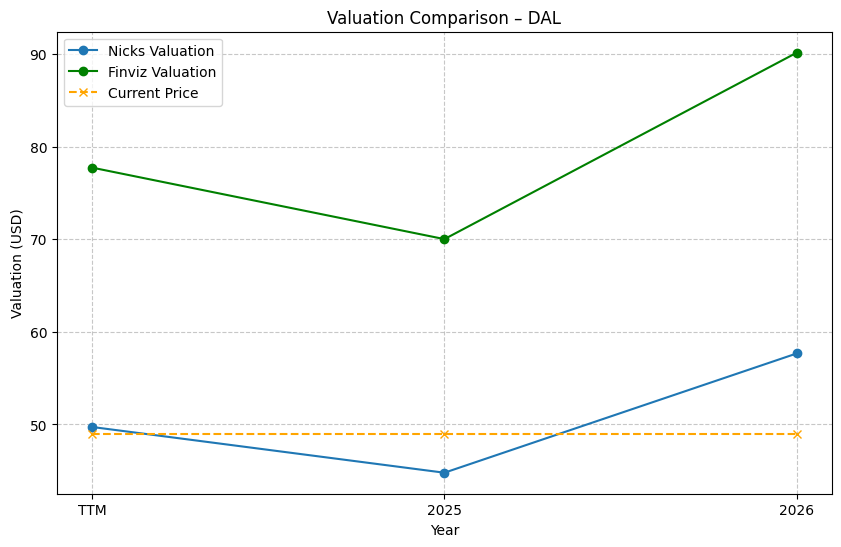 Valuation Comparison – DAL
Nicks Valuation
Finviz Valuation
Current Price
Valuation (USD)
90
80
70
60
50
TTM
2025
2026
Year